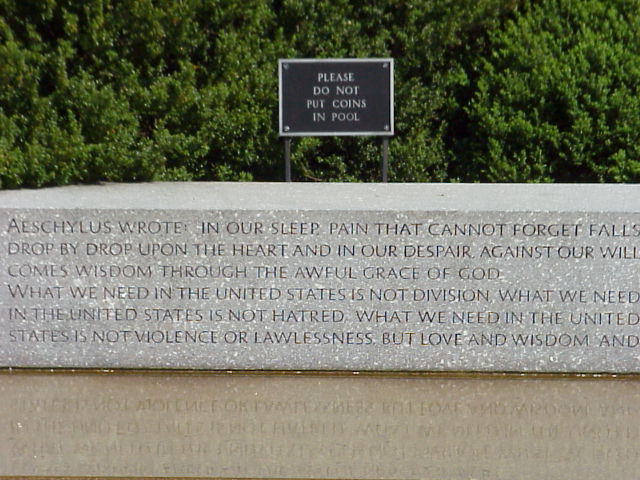 PLEASE
DO NOT
PUT COINS
IN POOL
AESCHYLUS WROTE: IN OUR SLEEP, PAIN THAT CANNOT FORGET FALLS
DROP BY DROP UPON THE HEART AND IN OUR DESPAIR, AGAINST OUR WILL,
COMES WISDOM THROUGH THE AWFUL GRACE OF GOD.
WHAT WE NEED IN THE UNITED STATES IS NOT DIVISION, WHAT WE NEED
IN THE UNITED STATES IS NOT HATRED, WHAT WE NEED IN THE UNITED
STATES IS NOT VIOLENCE OR LAWLESSNESS, BUT LOVE AND WISDOM AND